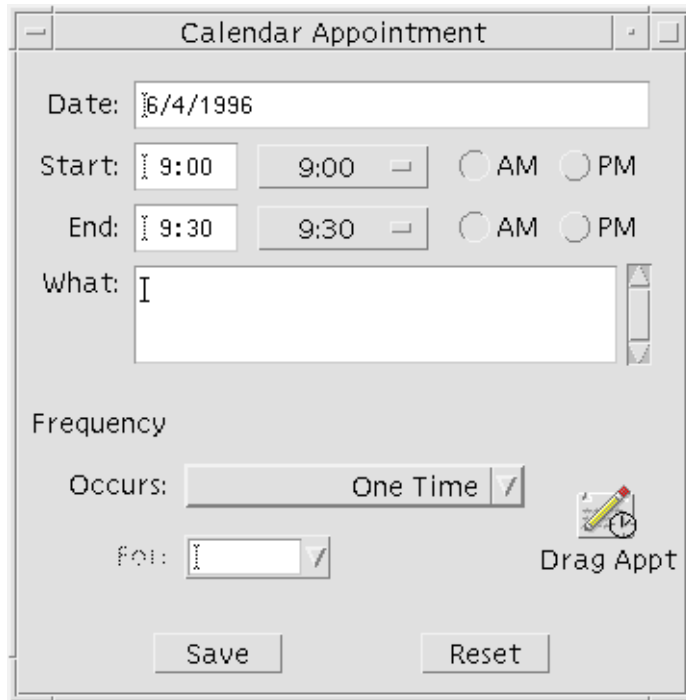 Calendar Appointment
Date: 6/4/1996
Start: 9:00 9:00 AM PM
End: 9:30 9:30 AM PM
What:
Frequency
Occurs: One Time
For:
Drag Appt
Save Reset